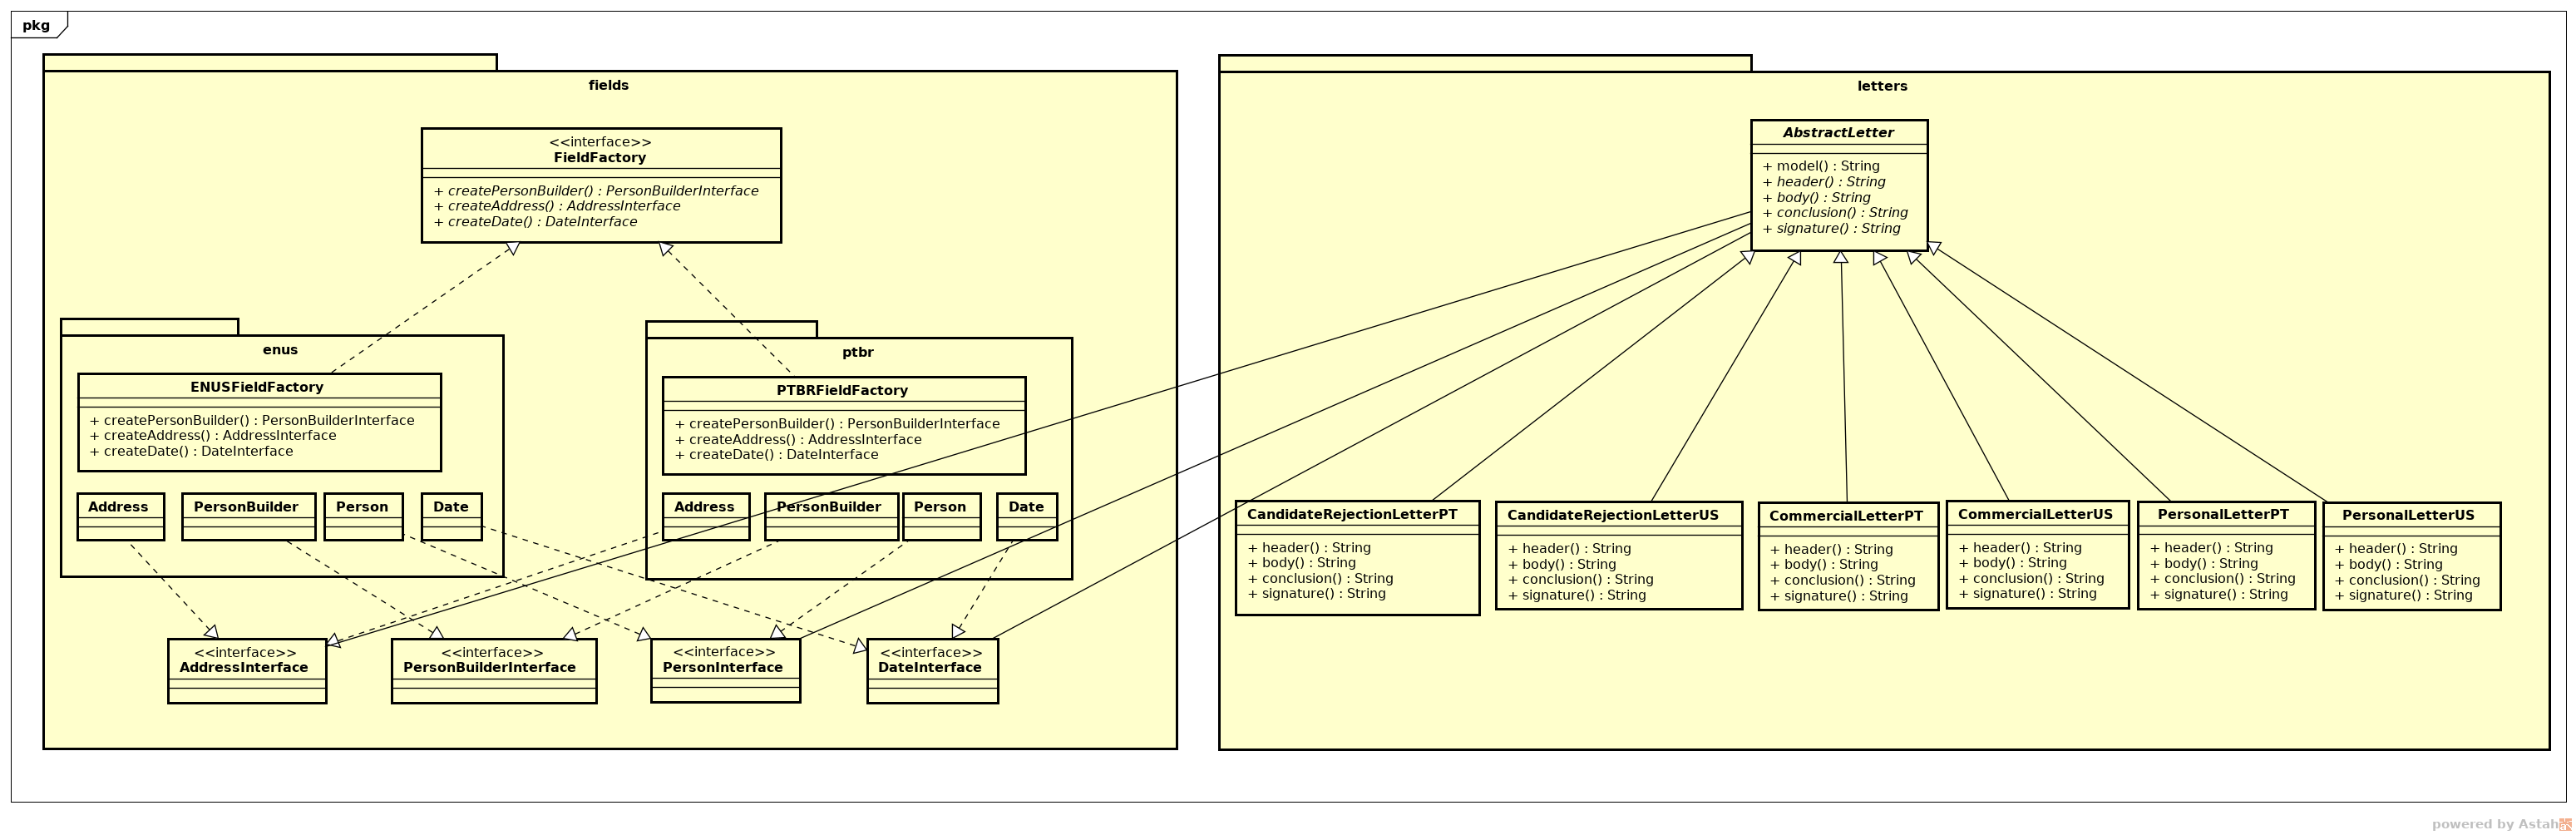 pkg
fields
<<interface>>
FieldFactory
+ createPersonBuilder() : PersonBuilderInterface
+ createAddress() : AddressInterface
+ createDate() : DateInterface
enus
ENUSFieldFactory
+ createPersonBuilder() : PersonBuilderInterface
+ createAddress() : AddressInterface
+ createDate() : DateInterface
Address
PersonBuilder
Person
Date
ptbr
PTBRFieldFactory
+ createPersonBuilder() : PersonBuilderInterface
+ createAddress() : AddressInterface
+ createDate() : DateInterface
Address
PersonBuilder
Person
Date
<<interface>>
AddressInterface
<<interface>>
PersonBuilderInterface
<<interface>>
PersonInterface
<<interface>>
DateInterface
letters
AbstractLetter
+ model() : String
+ header() : String
+ body() : String
+ conclusion() : String
+ signature() : String
CandidateRejectionLetterPT
+ header() : String
+ body() : String
+ conclusion() : String
+ signature() : String
CandidateRejectionLetterUS
+ header() : String
+ body() : String
+ conclusion() : String
+ signature() : String
CommercialLetterPT
+ header() : String
+ body() : String
+ conclusion() : String
+ signature() : String
CommercialLetterUS
+ header() : String
+ body() : String
+ conclusion() : String
+ signature() : String
PersonalLetterPT
+ header() : String
+ body() : String
+ conclusion() : String
+ signature() : String
PersonalLetterUS
+ header() : String
+ body() : String
+ conclusion() : String
+ signature() : String
powered by Astah